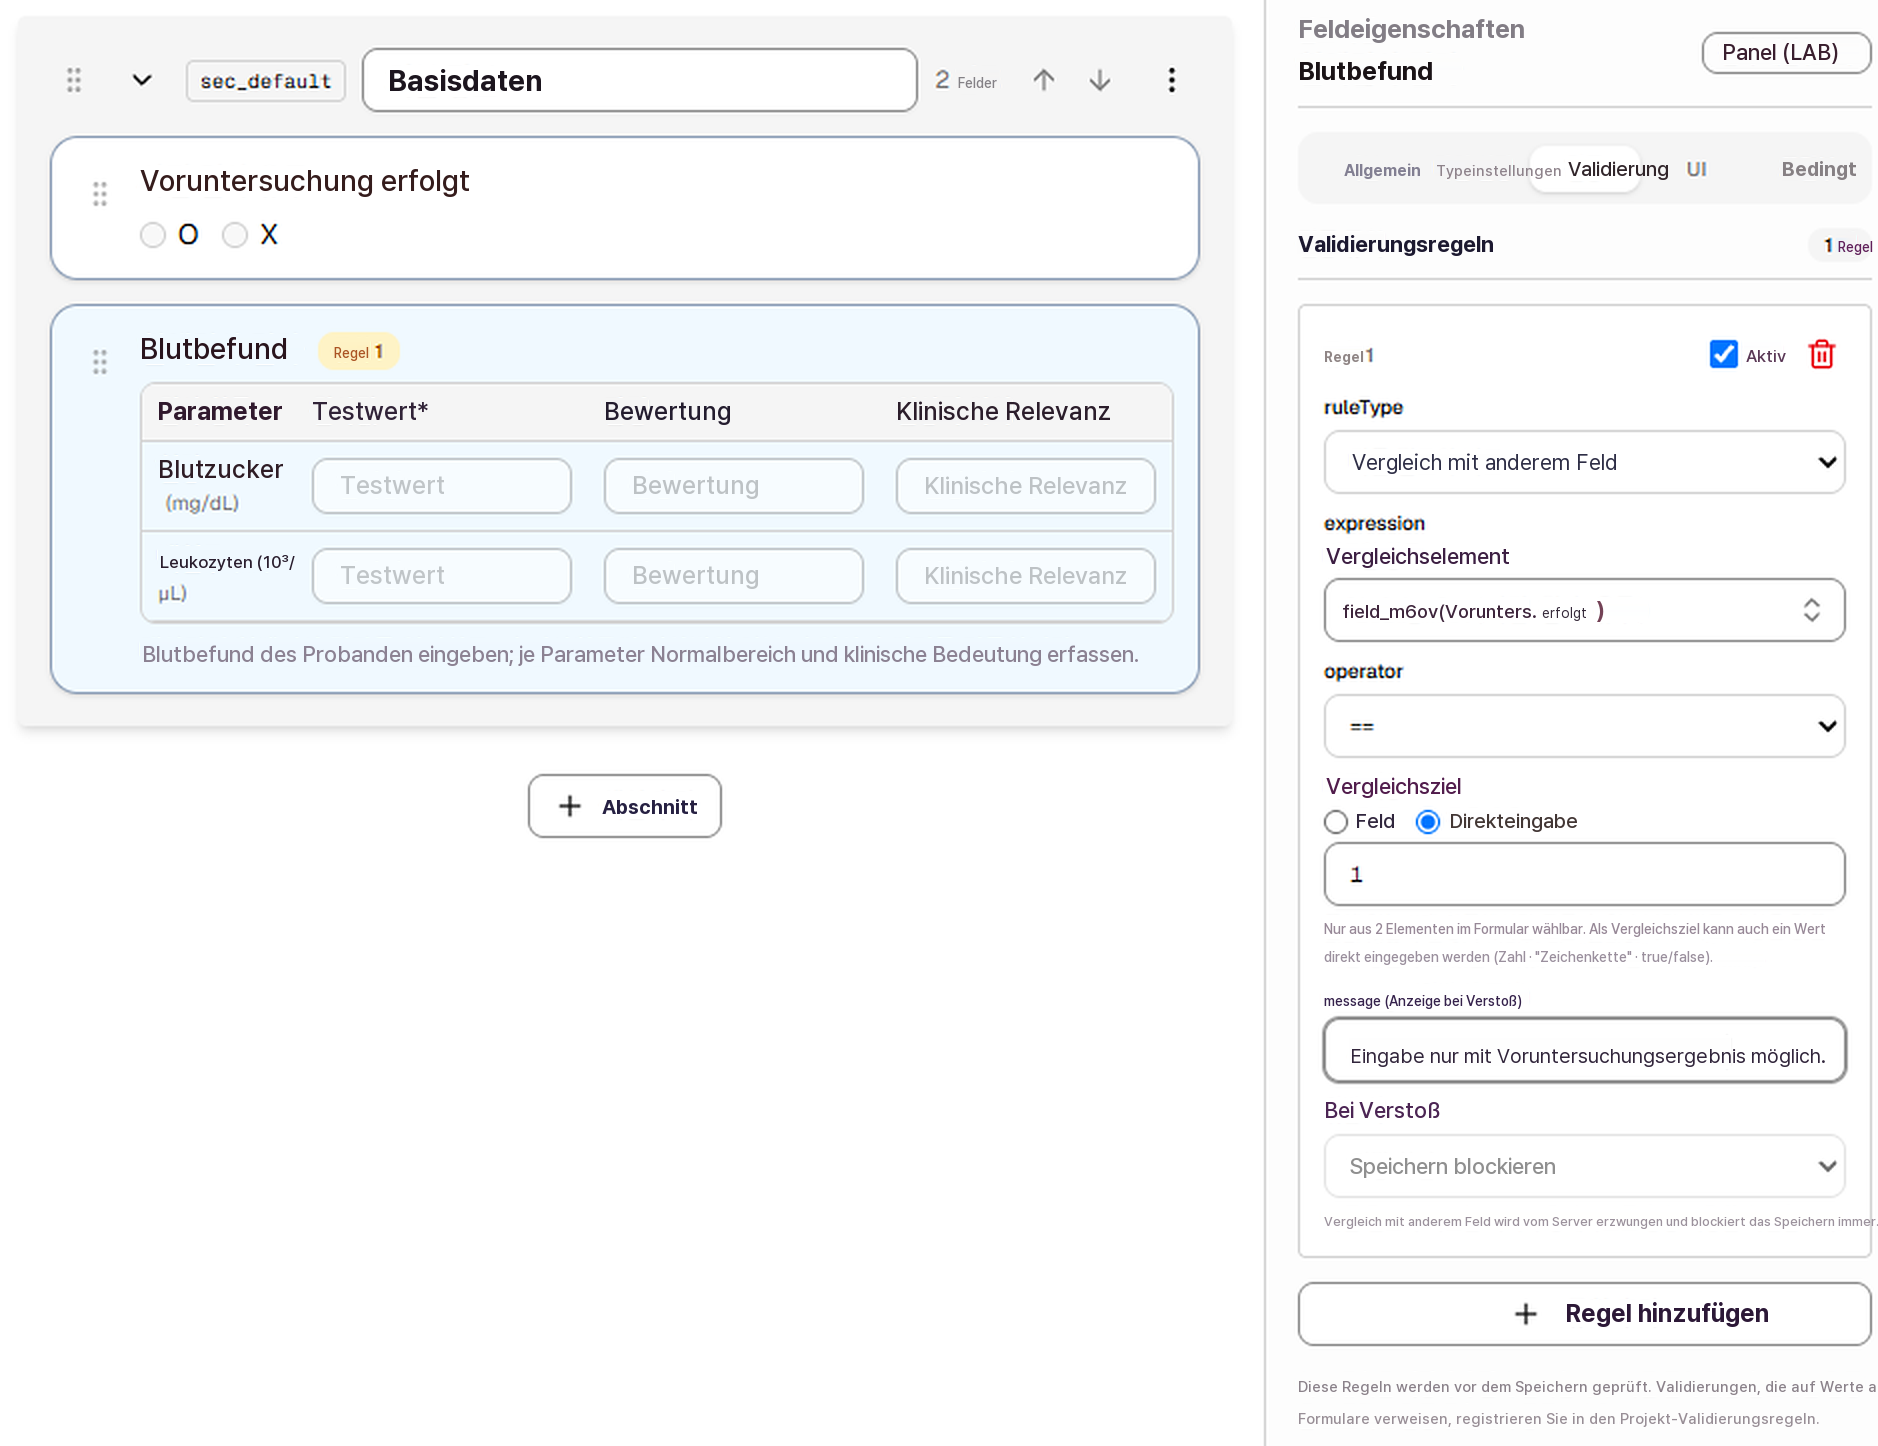 sec_default
Basisdaten
2 Felder
Voruntersuchung erfolgt
O X
Blutbefund Regel 1
Parameter Testwert* Bewertung Klinische Relevanz
Blutzucker
(mg/dL)
Testwert Bewertung Klinische Relevanz
Leukozyten (10³/
µL)
Testwert Bewertung Klinische Relevanz
Blutbefund des Probanden eingeben; je Parameter Normalbereich und klinische Bedeutung erfassen.
+ Abschnitt
Feldeigenschaften
Blutbefund
Panel (LAB)
Allgemein Typeinstellungen Validierung UI Bedingt
Validierungsregeln 1 Regel
Regel 1 Aktiv
ruleType
Vergleich mit anderem Feld
expression
Vergleichselement
field_m6ov(Vorunters. erfolgt )
operator
==
Vergleichsziel
Feld Direkteingabe
1
Nur aus 2 Elementen im Formular wählbar. Als Vergleichsziel kann auch ein Wert
direkt eingegeben werden (Zahl · "Zeichenkette" · true/false).
message (Anzeige bei Verstoß)
Eingabe nur mit Voruntersuchungsergebnis möglich.
Bei Verstoß
Speichern blockieren
Vergleich mit anderem Feld wird vom Server erzwungen und blockiert das Speichern immer.
+ Regel hinzufügen
Diese Regeln werden vor dem Speichern geprüft. Validierungen, die auf Werte a
Formulare verweisen, registrieren Sie in den Projekt-Validierungsregeln.